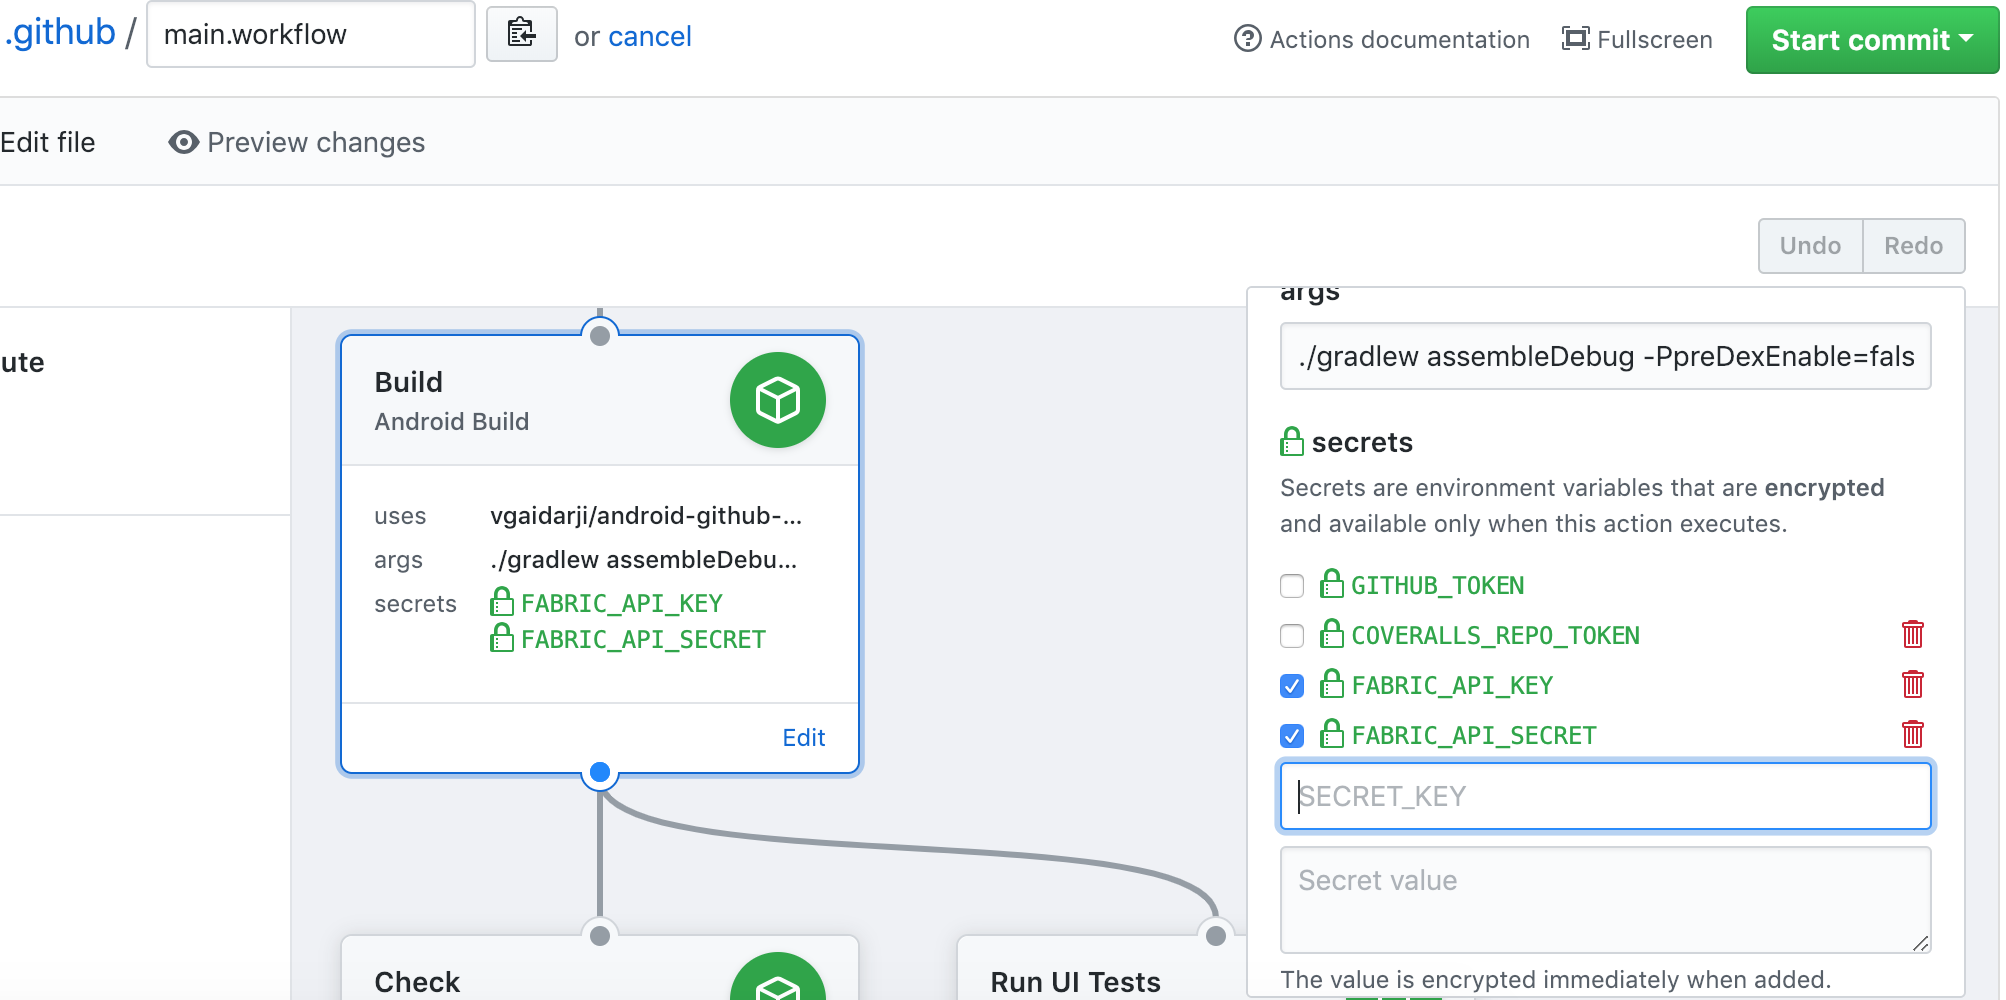 .github / main.workflow or cancel Actions documentation Fullscreen Start commit
Edit file Preview changes
Undo Redo
ute
Build
Android Build
uses vgaidarji/android-github-...
args ./gradlew assembleDebu...
secrets FABRIC_API_KEY
FABRIC_API_SECRET
Edit
Check
Run UI Tests
args
./gradlew assembleDebug -PpreDexEnable=fals
secrets
Secrets are environment variables that are encrypted
and available only when this action executes.
GITHUB_TOKEN
COVERALLS_REPO_TOKEN
FABRIC_API_KEY
FABRIC_API_SECRET
SECRET_KEY
Secret value
The value is encrypted immediately when added.